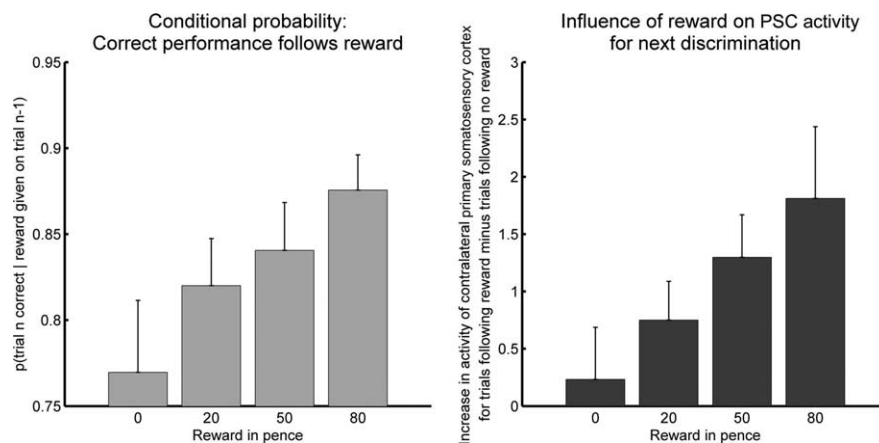 Conditional probability:
Correct performance follows reward
0.95
0.9
0.85
0.8
0.75
p(trial n correct | reward given on trial n-1)
0 20 50 80
Reward in pence
Influence of reward on PSC activity
for next discrimination
Increase in activity of contralateral primary somatosensory cortex
for trials following reward minus trials following no reward
3
2.5
2
1.5
1
0.5
0
0 20 50 80
Reward in pence